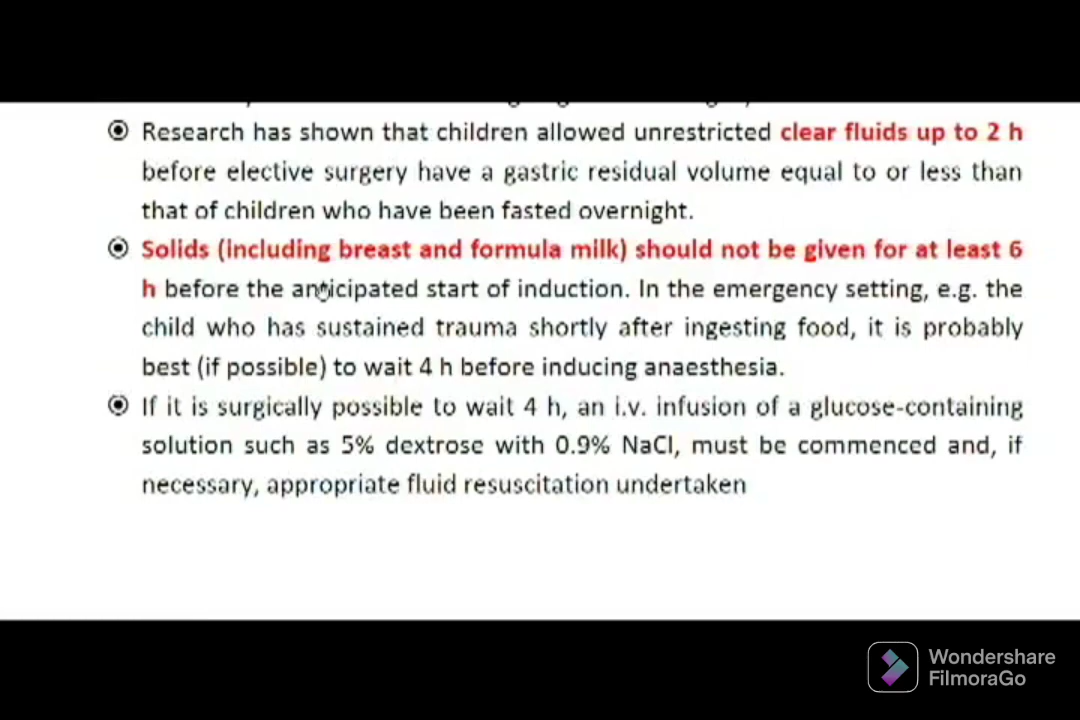 Research has shown that children allowed unrestricted clear fluids up to 2 h
before elective surgery have a gastric residual volume equal to or less than
that of children who have been fasted overnight.
Solids (including breast and formula milk) should not be given for at least 6
h before the anticipated start of induction. In the emergency setting, e.g. the
child who has sustained trauma shortly after ingesting food, it is probably
best (if possible) to wait 4 h before inducing anaesthesia.
If it is surgically possible to wait 4 h, an i.v. infusion of a glucose-containing
solution such as 5% dextrose with 0.9% NaCl, must be commenced and, if
necessary, appropriate fluid resuscitation undertaken
Wondershare
FilmoraGo